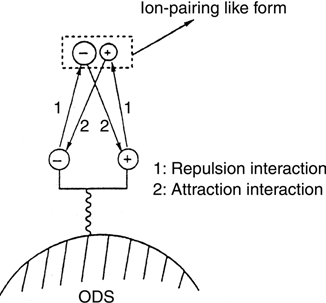 Ion-pairing like form
− +
1 2 2 1
− +
1: Repulsion interaction
2: Attraction interaction
ODS